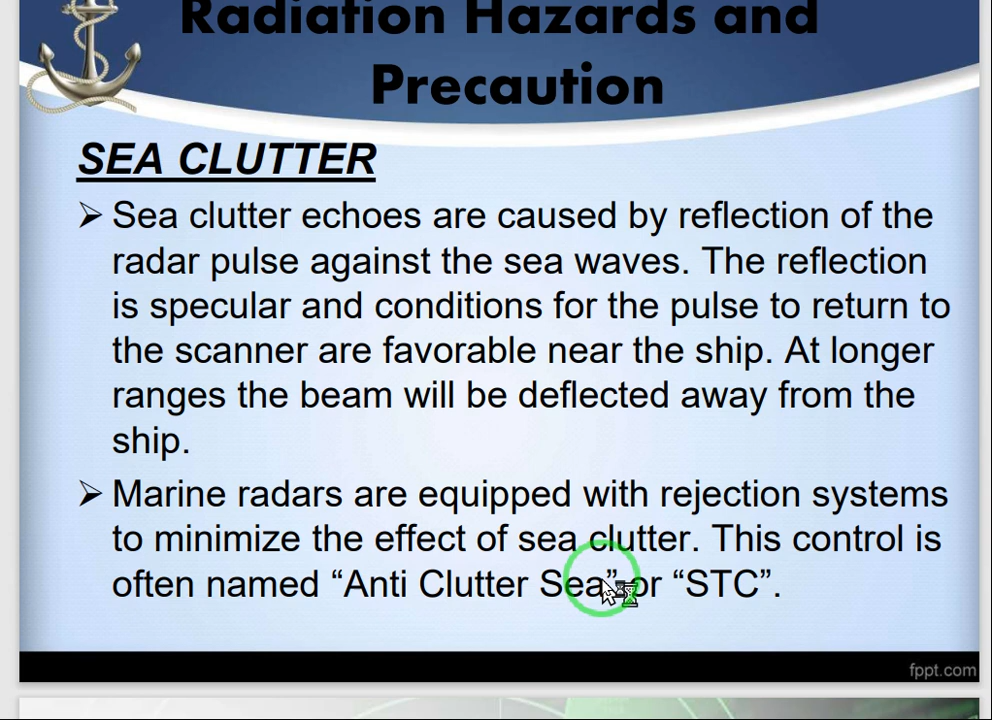 Radiation Hazards and
Precaution
SEA CLUTTER
➢ Sea clutter echoes are caused by reflection of the
radar pulse against the sea waves. The reflection
is specular and conditions for the pulse to return to
the scanner are favorable near the ship. At longer
ranges the beam will be deflected away from the
ship.
➢ Marine radars are equipped with rejection systems
to minimize the effect of sea clutter. This control is
often named “Anti Clutter Sea” or “STC”.
fppt.com